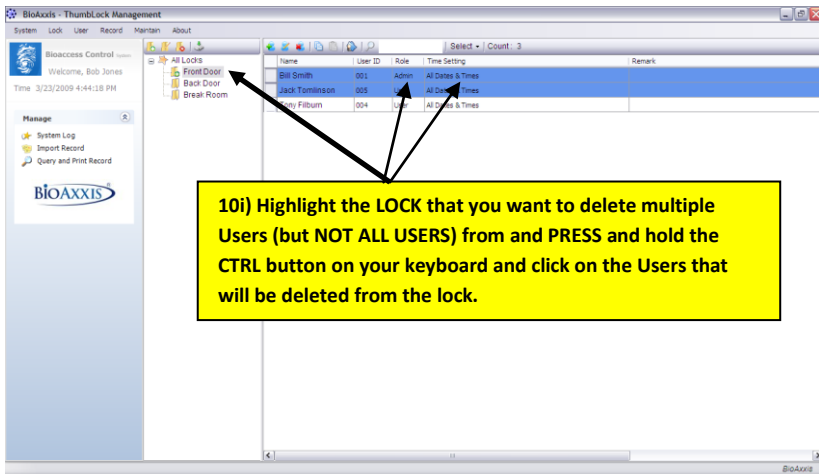 BioAxxis - ThumbLock Management
System Lock User Record Maintain About
Bioaccess Control System
Welcome, Bob Jones
Time 3/23/2009 4:44:18 PM
Manage
System Log
Import Record
Query and Print Record
BIOAXXIS
All Locks
Front Door
Back Door
Break Room
Select Count: 3
Name User ID Role Time Setting Remark
Bill Smith 001 Admin All Dates & Times
Jack Tomlinson 005 User All Dates & Times
Tony Filburn 004 User All Dates & Times
10i) Highlight the LOCK that you want to delete multiple
Users (but NOT ALL USERS) from and PRESS and hold the
CTRL button on your keyboard and click on the Users that
will be deleted from the lock.
BioAxxis